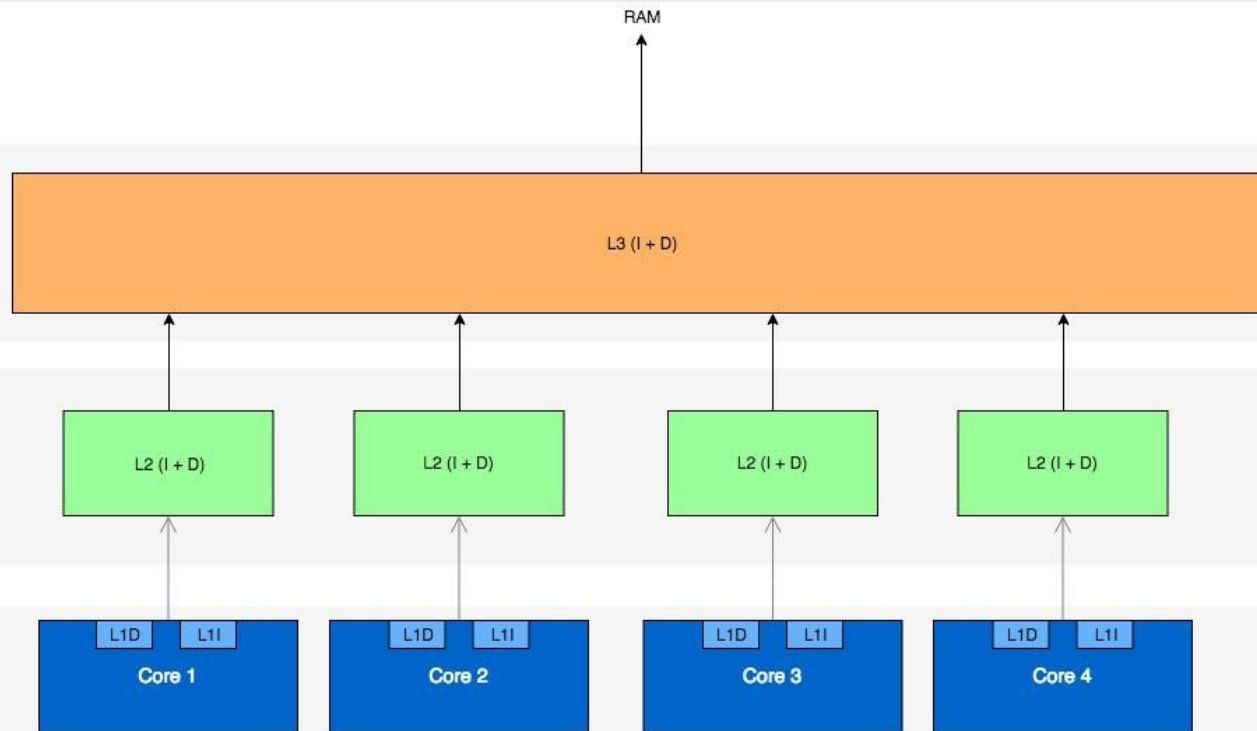 RAM
L3 (I + D)
L2 (I + D)
L2 (I + D)
L2 (I + D)
L2 (I + D)
L1D
L1I
Core 1
L1D
L1I
Core 2
L1D
L1I
Core 3
L1D
L1I
Core 4